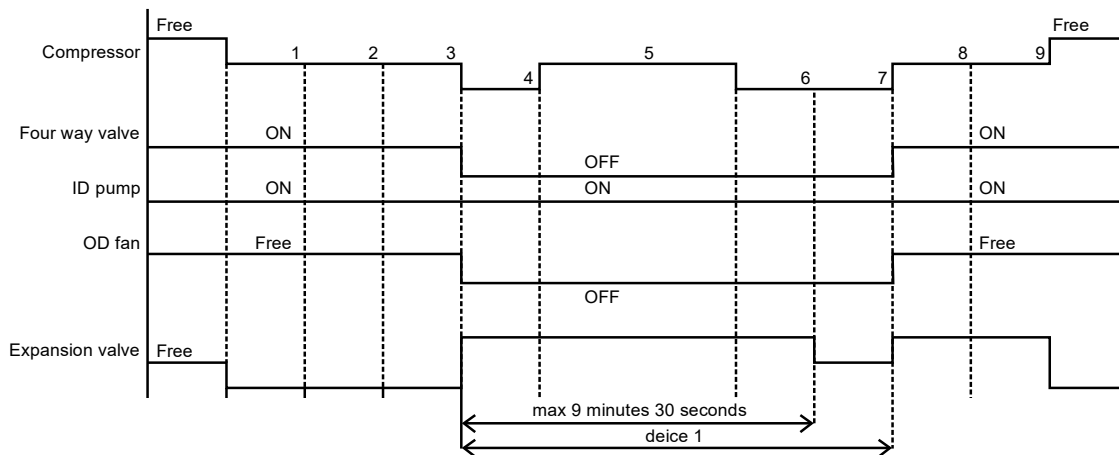 Free Free
Compressor 1 2 3 4 5 6 7 8 9
Four way valve ON OFF ON
ID pump ON ON ON
OD fan Free OFF Free
Expansion valve Free
max 9 minutes 30 seconds
deice 1